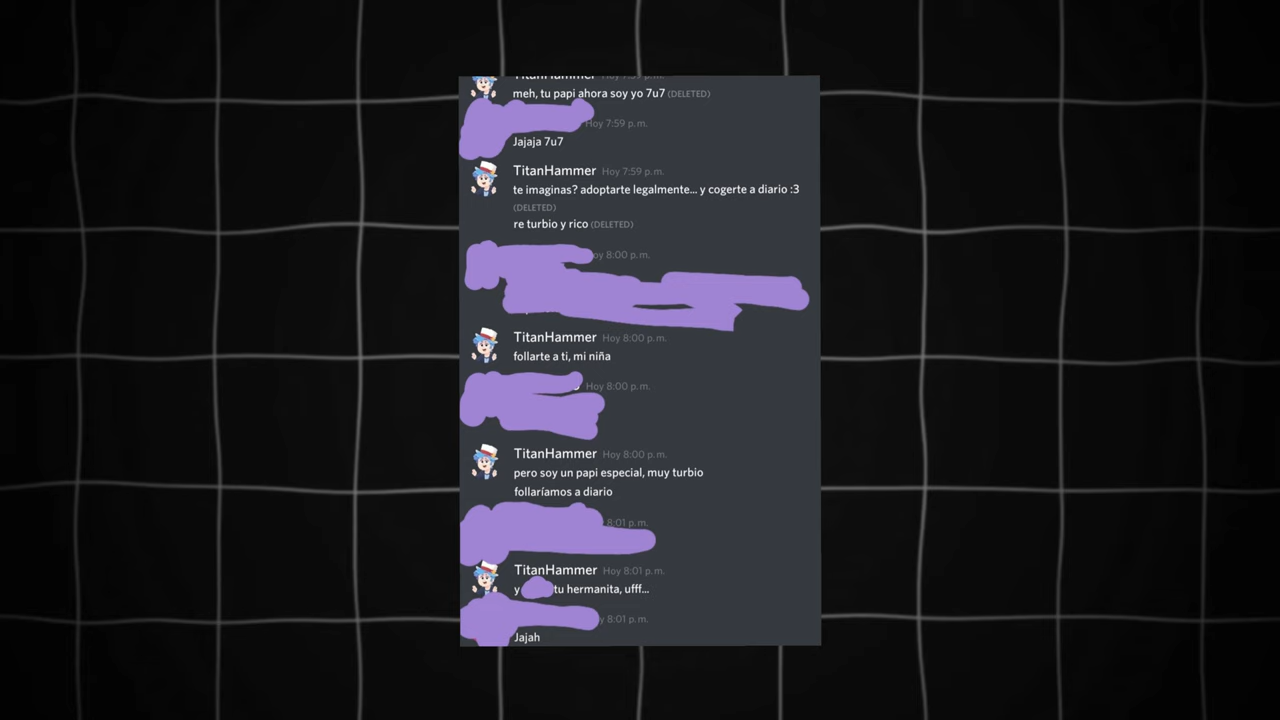 TitanHammer Hoy 7:59 p.m.
meh, tu papi ahora soy yo 7u7 (DELETED)
Hoy 7:59 p.m.
Jajaja 7u7
TitanHammer Hoy 7:59 p.m.
te imaginas? adoptarte legalmente... y cogerte a diario :3
(DELETED)
re turbio y rico (DELETED)
8:00 p.m.
TitanHammer Hoy 8:00 p.m.
follarte a ti, mi niña
Hoy 8:00 p.m.
TitanHammer Hoy 8:00 p.m.
pero soy un papi especial, muy turbio
follaríamos a diario
8:01 p.m.
TitanHammer Hoy 8:01 p.m.
y tu hermanita, ufff...
8:01 p.m.
Jajah